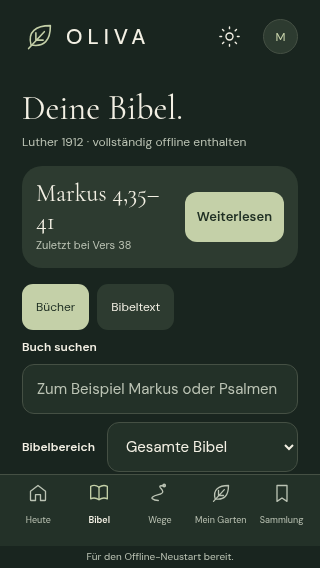 OLIVA
M
Deine Bibel.
Luther 1912 · vollständig offline enthalten
Markus 4,35–
41
Zuletzt bei Vers 38
Weiterlesen
Bücher
Bibeltext
Buch suchen
Zum Beispiel Markus oder Psalmen
Bibelbereich
Gesamte Bibel
Heute
Bibel
Wege
Mein Garten
Sammlung
Für den Offline-Neustart bereit.